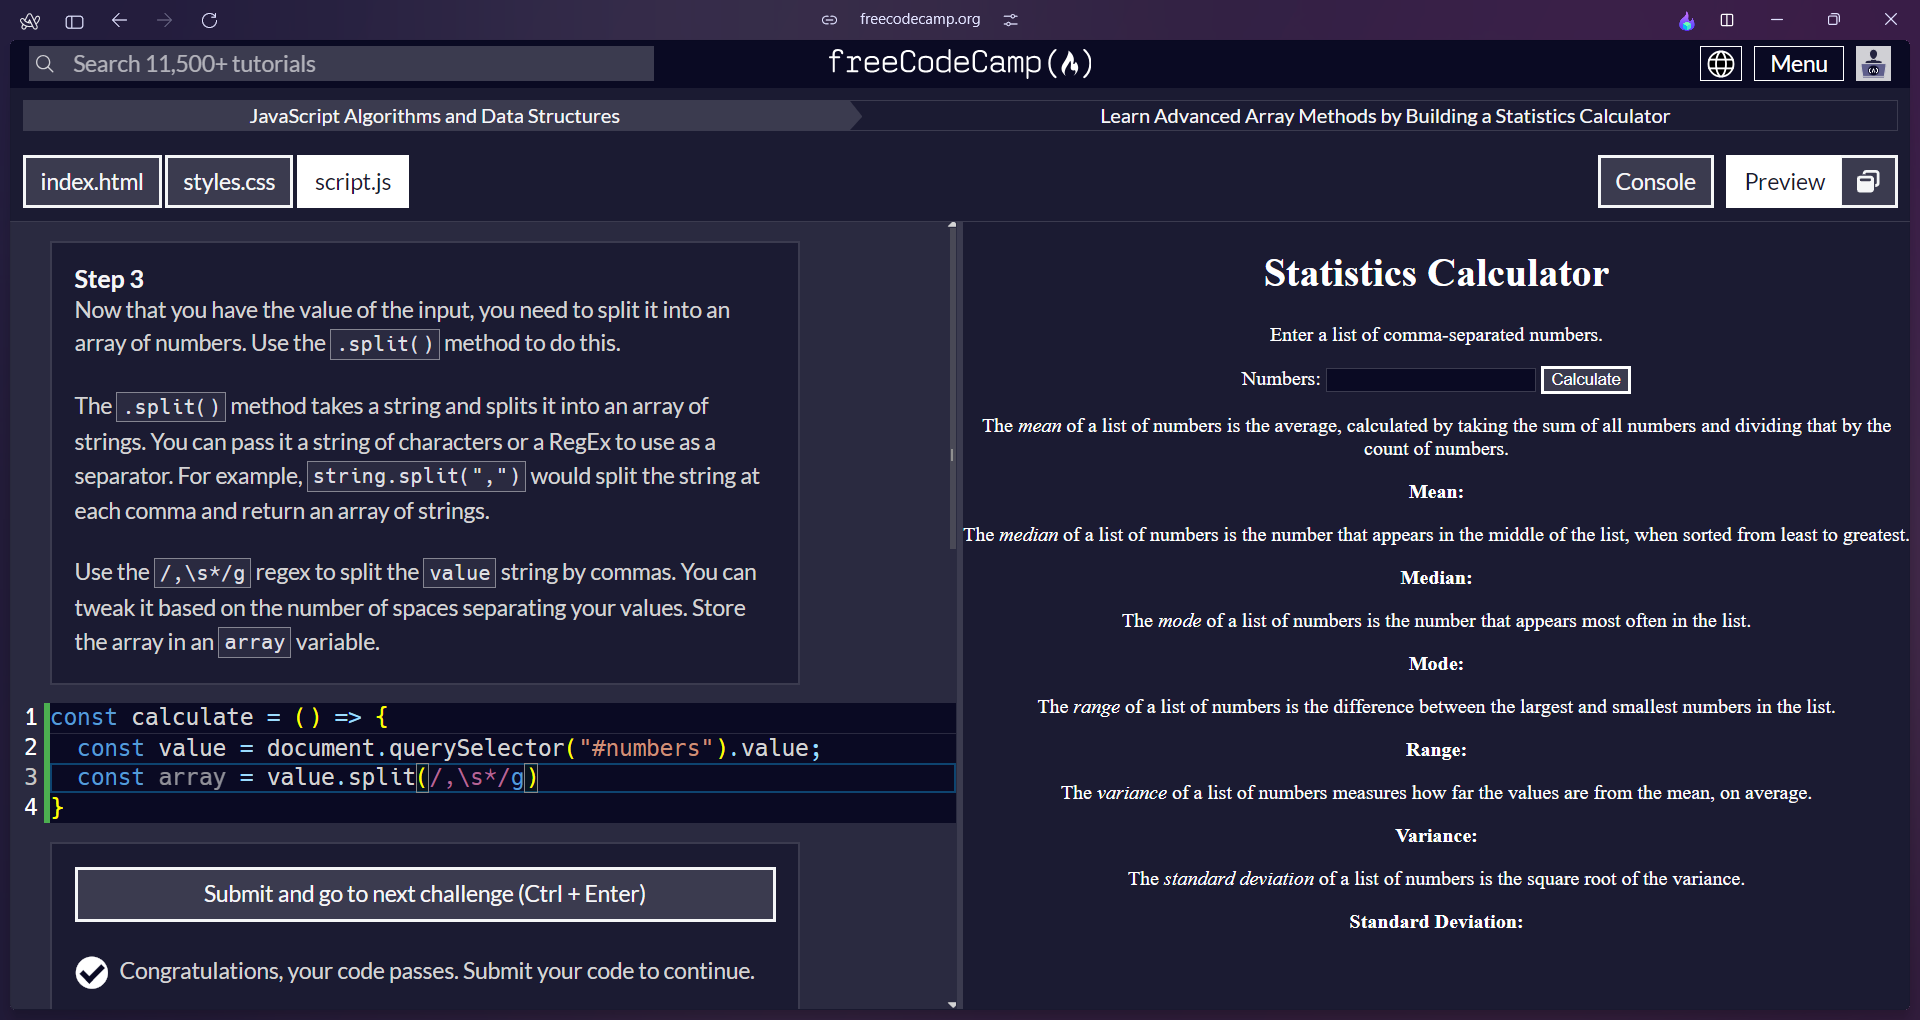 freecodecamp.org
Search 11,500+ tutorials
freeCodeCamp
Menu
JavaScript Algorithms and Data Structures
Learn Advanced Array Methods by Building a Statistics Calculator
index.html
styles.css
script.js
Console
Preview
Step 3
Now that you have the value of the input, you need to split it into an
array of numbers. Use the .split() method to do this.
The .split() method takes a string and splits it into an array of
strings. You can pass it a string of characters or a RegEx to use as a
separator. For example, string.split(",") would split the string at
each comma and return an array of strings.
Use the /,\s*/g regex to split the value string by commas. You can
tweak it based on the number of spaces separating your values. Store
the array in an array variable.
1 const calculate = () => {
2 const value = document.querySelector("#numbers").value;
3 const array = value.split(/,\s*/g)
4 }
Submit and go to next challenge (Ctrl + Enter)
Congratulations, your code passes. Submit your code to continue.
Statistics Calculator
Enter a list of comma-separated numbers.
Numbers: Calculate
The mean of a list of numbers is the average, calculated by taking the sum of all numbers and dividing that by the
count of numbers.
Mean:
The median of a list of numbers is the number that appears in the middle of the list, when sorted from least to greatest.
Median:
The mode of a list of numbers is the number that appears most often in the list.
Mode:
The range of a list of numbers is the difference between the largest and smallest numbers in the list.
Range:
The variance of a list of numbers measures how far the values are from the mean, on average.
Variance:
The standard deviation of a list of numbers is the square root of the variance.
Standard Deviation: